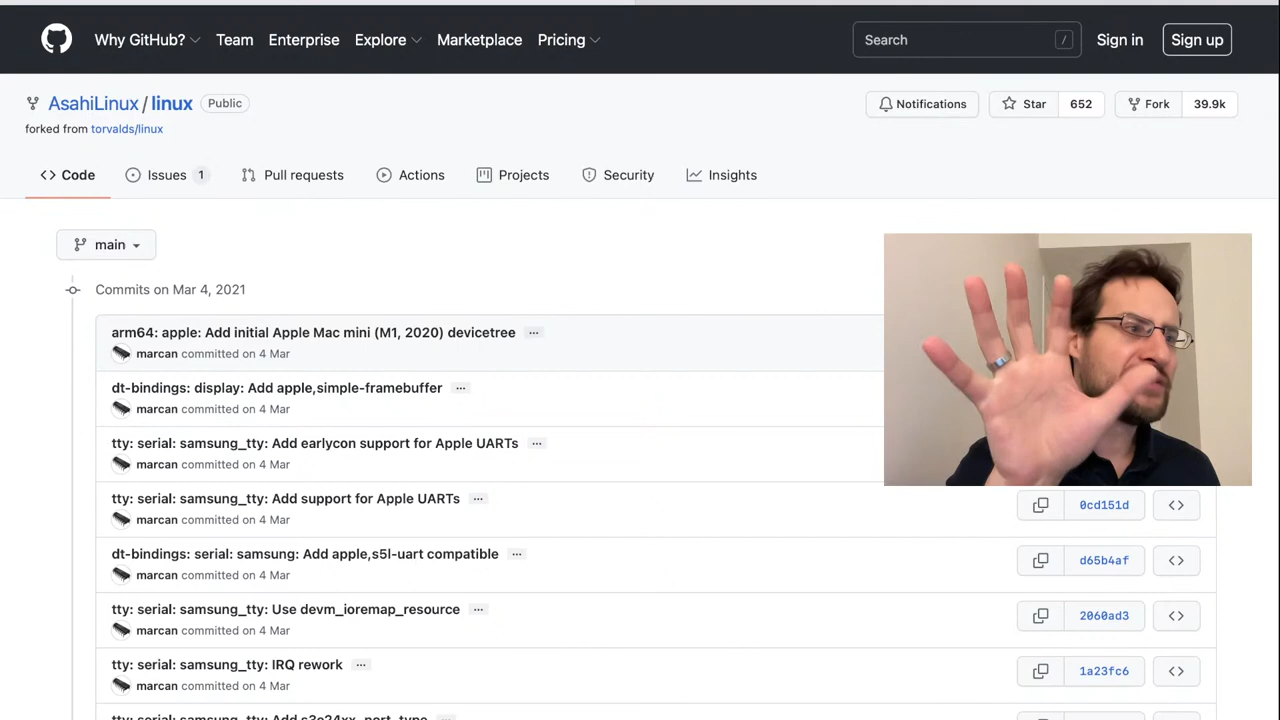 Why GitHub? Team Enterprise Explore Marketplace Pricing Search / Sign in Sign up
AsahiLinux / linux Public Notifications Star 652 Fork 39.9k
forked from torvalds/linux
Code Issues 1 Pull requests Actions Projects Security Insights
main
Commits on Mar 4, 2021
arm64: apple: Add initial Apple Mac mini (M1, 2020) devicetree ...
marcan committed on 4 Mar
dt-bindings: display: Add apple,simple-framebuffer ...
marcan committed on 4 Mar
tty: serial: samsung_tty: Add earlycon support for Apple UARTs ...
marcan committed on 4 Mar
tty: serial: samsung_tty: Add support for Apple UARTs ...
marcan committed on 4 Mar 0cd151d <>
dt-bindings: serial: samsung: Add apple,s5l-uart compatible ...
marcan committed on 4 Mar d65b4af <>
tty: serial: samsung_tty: Use devm_ioremap_resource ...
marcan committed on 4 Mar 2060ad3 <>
tty: serial: samsung_tty: IRQ rework ...
marcan committed on 4 Mar 1a23fc6 <>
tty: serial: samsung_tty: Add s3c24xx_port_type ...